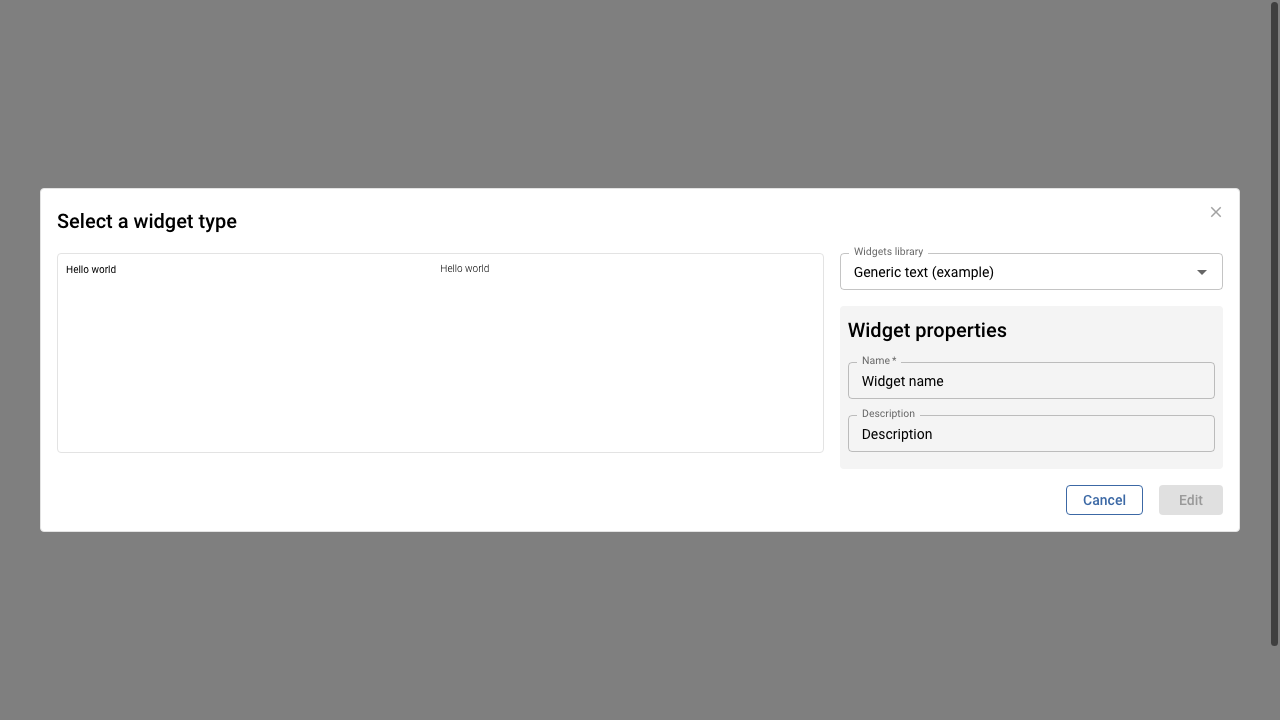 Select a widget type
Hello world
Hello world
Widgets library
Generic text (example)
Widget properties
Name *
Widget name
Description
Description
Cancel
Edit